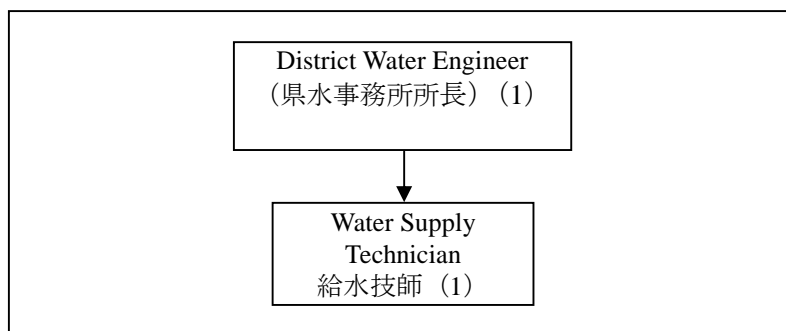 District Water Engineer
（県水事務所所長）(1)
Water Supply
Technician
給水技師（1）